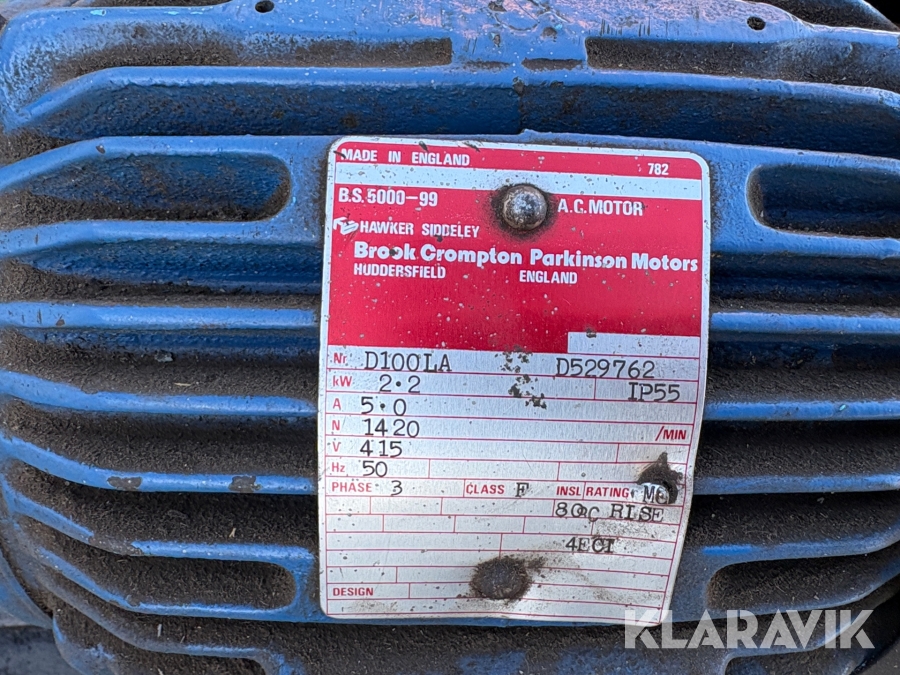 MADE IN ENGLAND
782
B.S. 5000-99
A.C. MOTOR
HAWKER SIDDELEY
Brook Crompton Parkinson Motors
HUDDERSFIELD ENGLAND
Nr. D100LA D529762
kW 2.2 IP55
A 5.0
N 1420 /MIN
V 415
Hz 50
PHASE 3 CLASS F INSL RATING
RISE
DESIGN
KLARAVIK